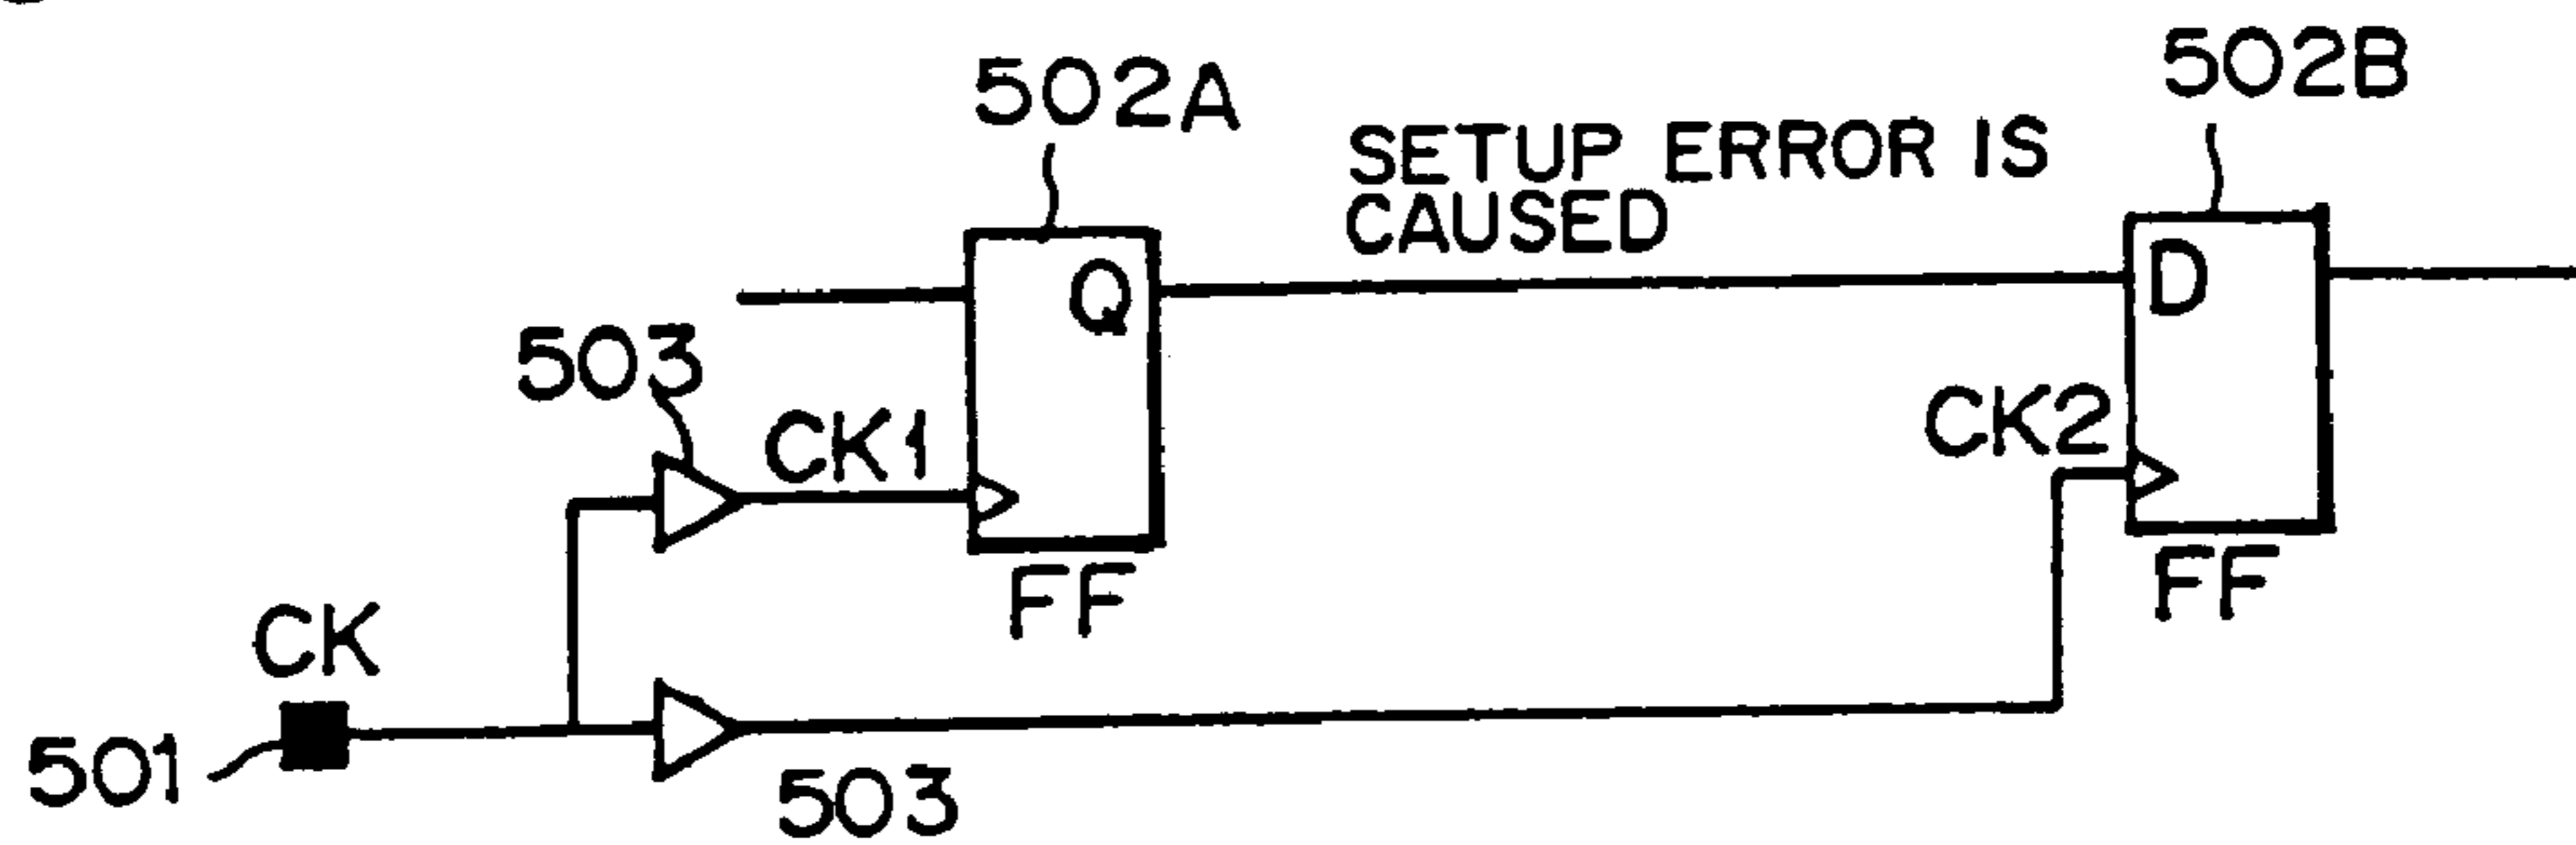 502A
502B
SETUP ERROR IS
CAUSED
Q
D
503
CK1
CK2
FF
FF
CK
501
503